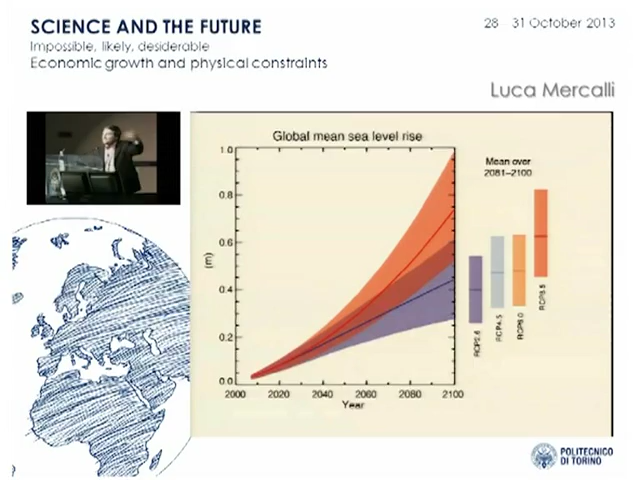 SCIENCE AND THE FUTURE
28 - 31 October 2013
Impossible, likely, desiderable
Economic growth and physical constraints
Luca Mercalli
Global mean sea level rise
Mean over
2081–2100
1.0
0.8
0.6
0.4
0.2
0.0
(m)
2000 2020 2040 2060 2080 2100
Year
RCP2.6
RCP4.5
RCP6.0
RCP8.5
POLITECNICO
DI TORINO